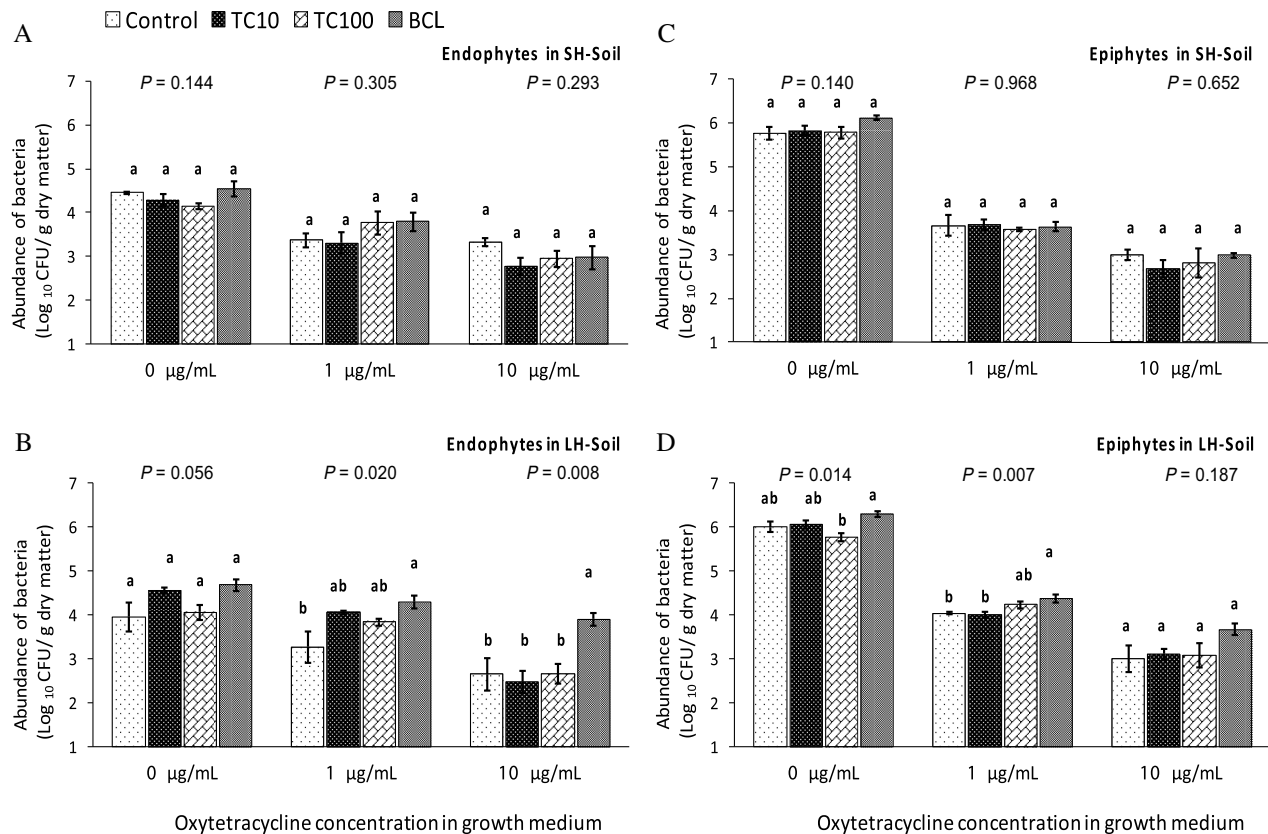 Control TC10 TC100 BCL
A
Endophytes in SH-Soil
P = 0.144 P = 0.305 P = 0.293
Abundance of bacteria
(Log 10 CFU/ g dry matter)
7
6
5
4
3
2
1
a a a a a a a a a a a a
0 µg/mL 1 µg/mL 10 µg/mL
C
Epiphytes in SH-Soil
P = 0.140 P = 0.968 P = 0.652
Abundance of bacteria
(Log 10 CFU/ g dry matter)
7
6
5
4
3
2
1
a a a a a a a a a a a a
0 µg/mL 1 µg/mL 10 µg/mL
B
Endophytes in LH-Soil
P = 0.056 P = 0.020 P = 0.008
Abundance of bacteria
(Log 10 CFU/ g dry matter)
7
6
5
4
3
2
1
a a a a b ab ab a b b b a
0 µg/mL 1 µg/mL 10 µg/mL
Oxytetracycline concentration in growth medium
D
Epiphytes in LH-Soil
P = 0.014 P = 0.007 P = 0.187
Abundance of bacteria
(Log 10 CFU/ g dry matter)
7
6
5
4
3
2
1
ab ab b a b b ab a a a a a
0 µg/mL 1 µg/mL 10 µg/mL
Oxytetracycline concentration in growth medium